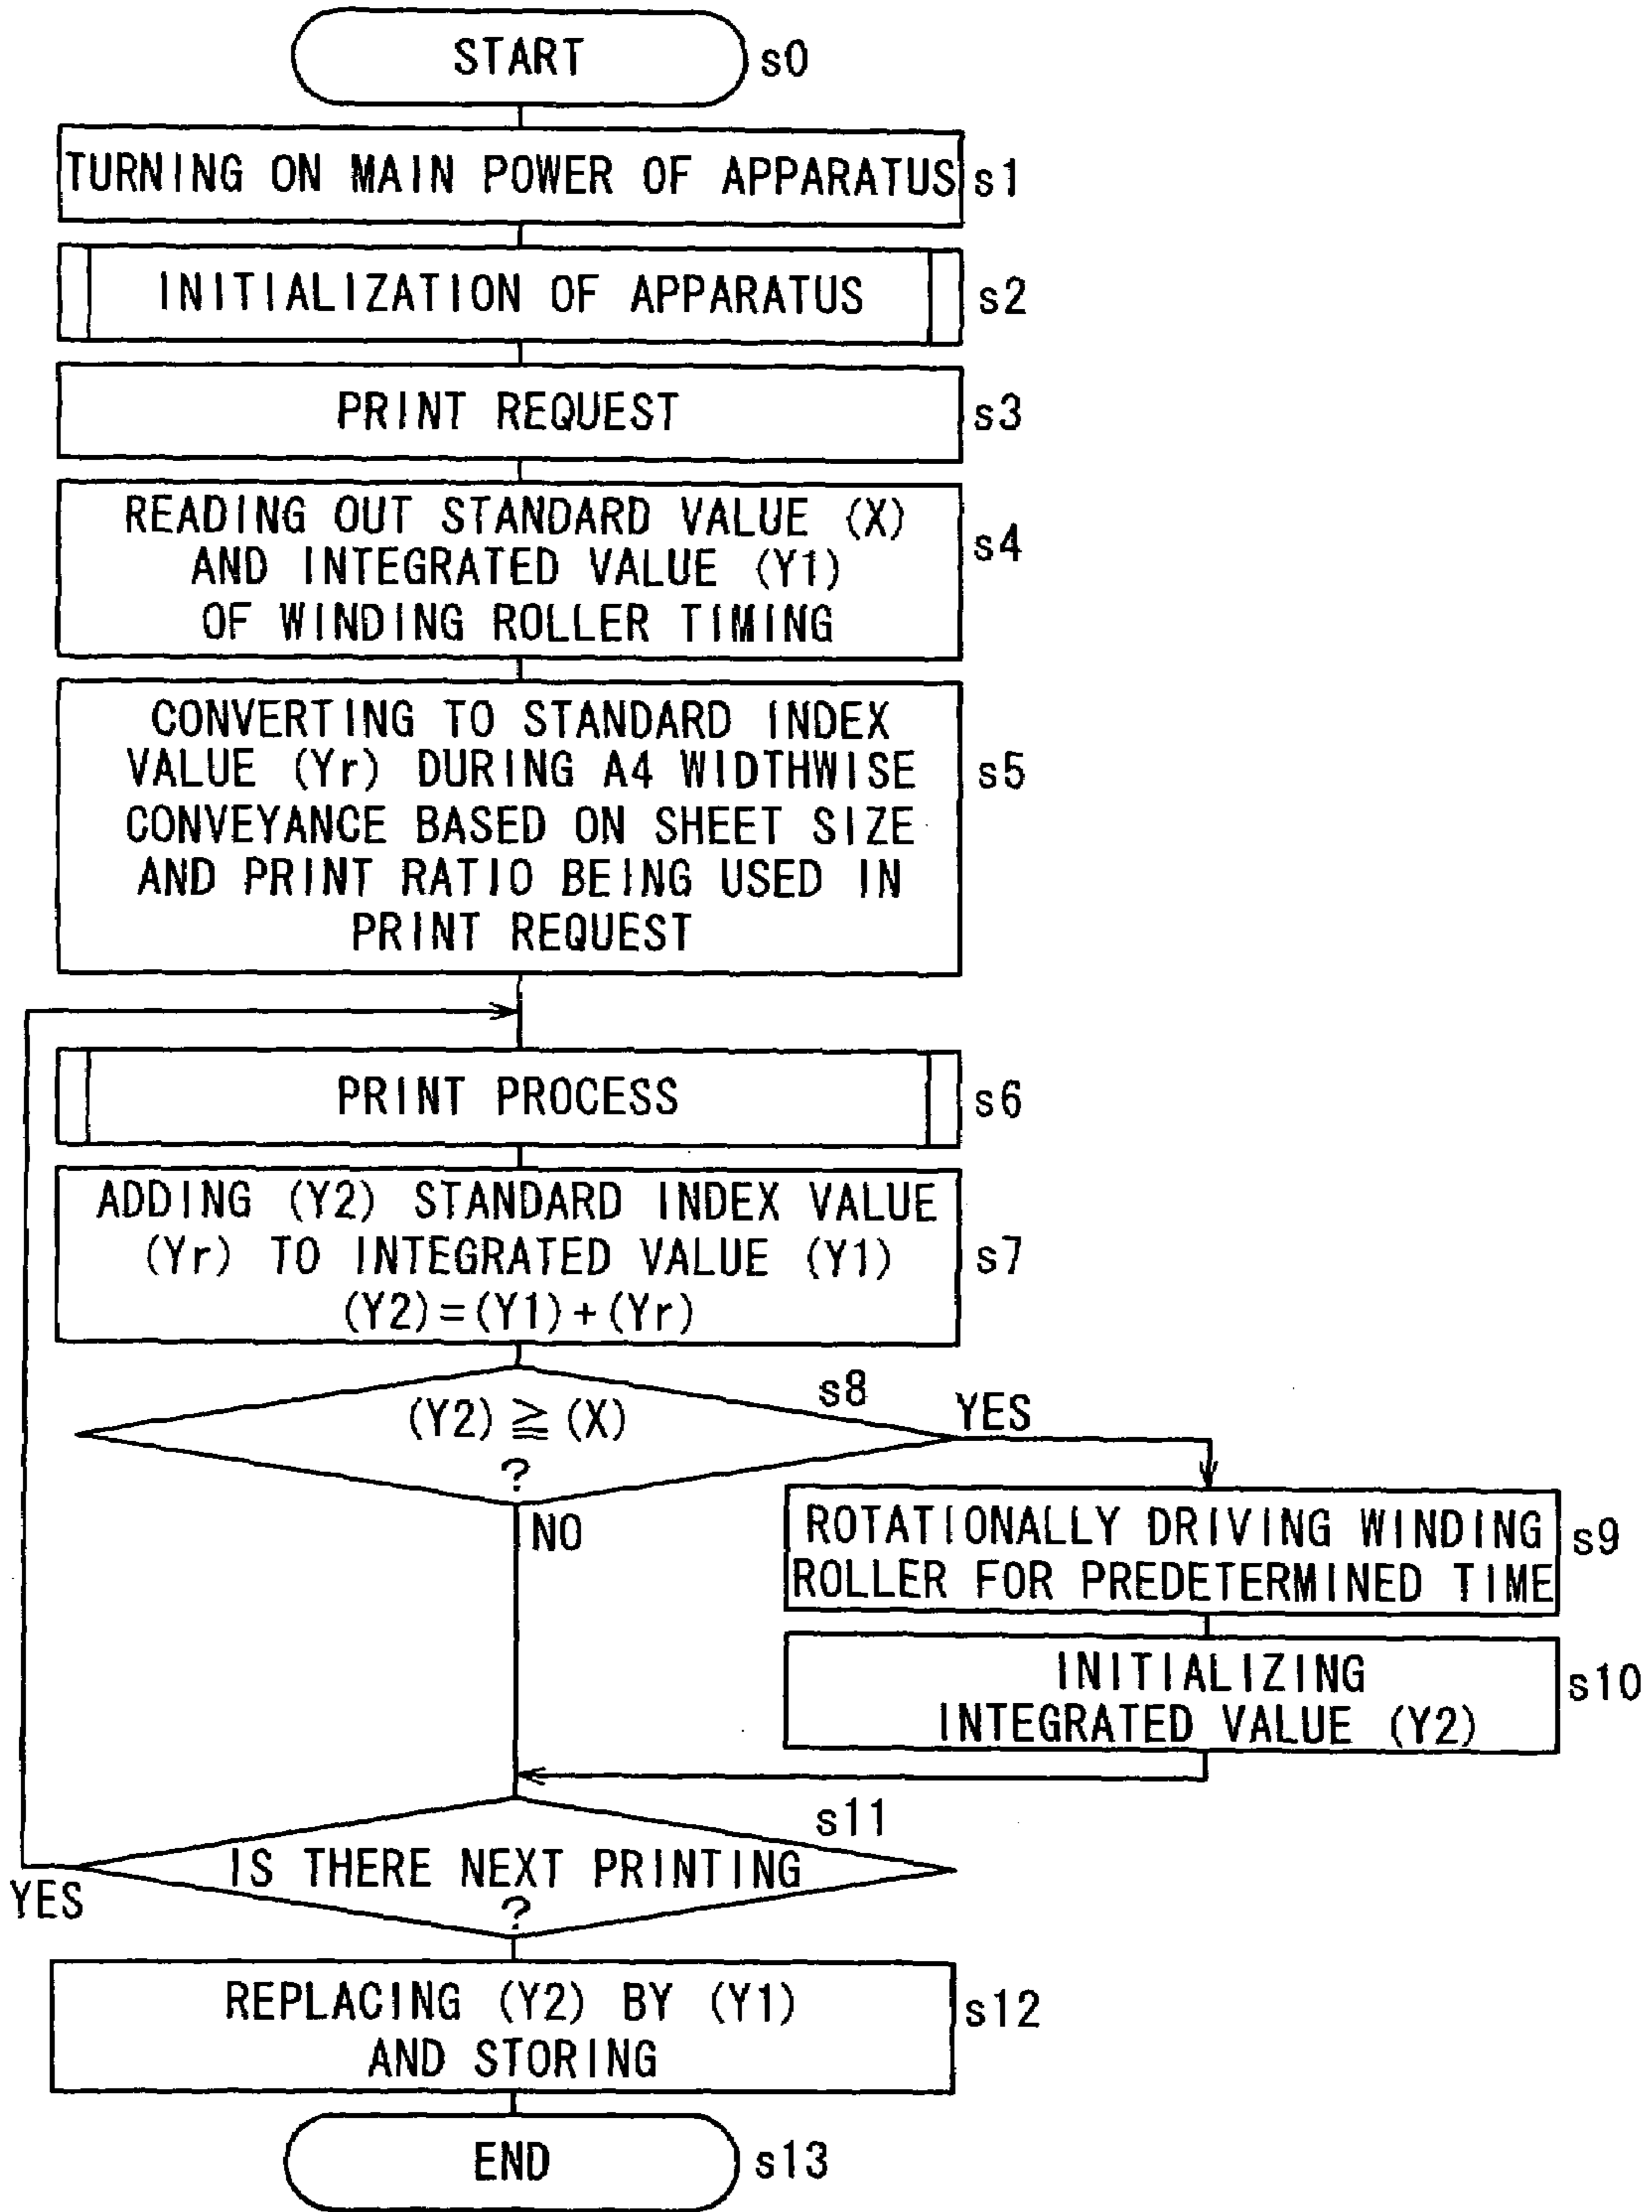 START
s0
TURNING ON MAIN POWER OF APPARATUS
s1
INITIALIZATION OF APPARATUS
s2
PRINT REQUEST
s3
READING OUT STANDARD VALUE (X)
AND INTEGRATED VALUE (Y1)
OF WINDING ROLLER TIMING
s4
CONVERTING TO STANDARD INDEX
VALUE (Yr) DURING A4 WIDTHWISE
CONVEYANCE BASED ON SHEET SIZE
AND PRINT RATIO BEING USED IN
PRINT REQUEST
s5
PRINT PROCESS
s6
ADDING (Y2) STANDARD INDEX VALUE
(Yr) TO INTEGRATED VALUE (Y1)
(Y2)=(Y1)+(Yr)
s7
(Y2)≧(X)
?
s8
YES
NO
ROTATIONALLY DRIVING WINDING
ROLLER FOR PREDETERMINED TIME
s9
INITIALIZING
INTEGRATED VALUE (Y2)
s10
IS THERE NEXT PRINTING
?
s11
YES
REPLACING (Y2) BY (Y1)
AND STORING
s12
END
s13